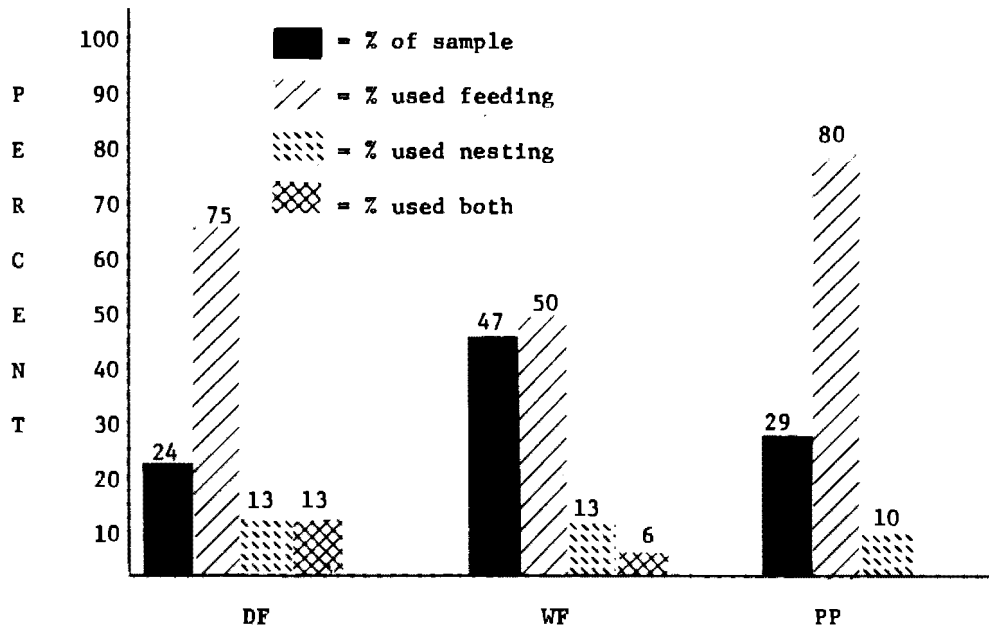 PERCENT
100
90
80
70
60
50
40
30
20
10
= % of sample
= % used feeding
= % used nesting
= % used both
24
75
13
13
47
50
13
6
29
80
10
DF
WF
PP